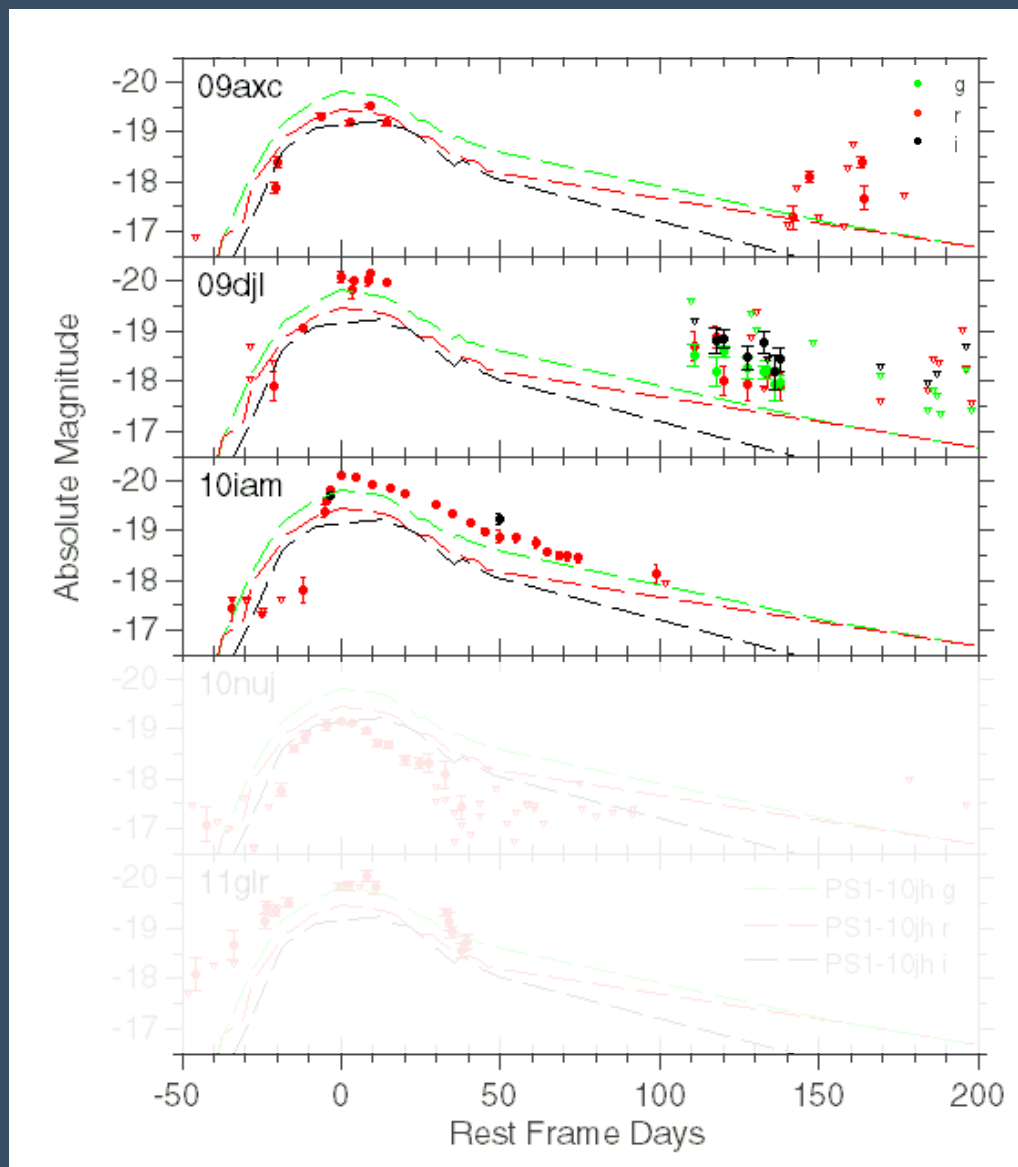 Absolute Magnitude
-20
-19
-18
-17
09axc
g
r
i
-20
-19
-18
-17
09djl
-20
-19
-18
-17
10iam
-20
-19
-18
-17
10nuj
-20
-19
-18
-17
11glr
PS1-10jh g
PS1-10jh r
PS1-10jh i
-50
0
50
100
150
200
Rest Frame Days